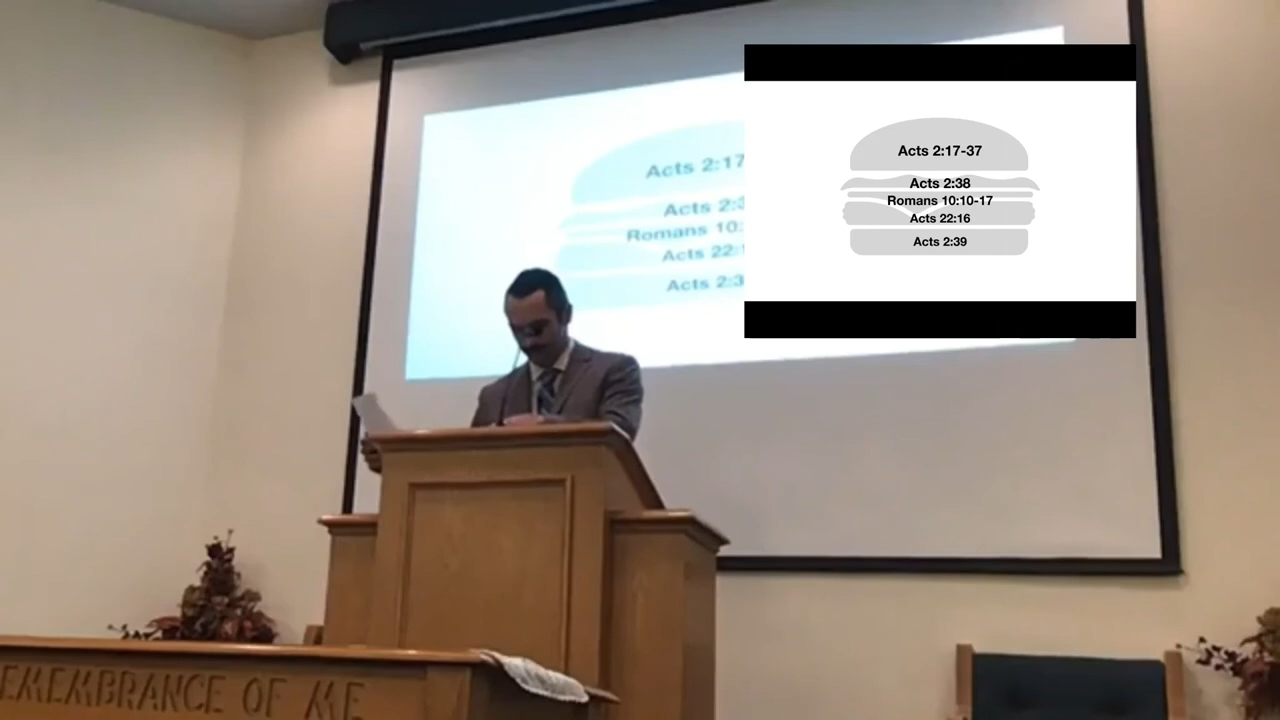 Acts 2:17
Acts 2:3
Romans 10:
Acts 22:1
Acts 2:3
Acts 2:17-37
Acts 2:38
Romans 10:10-17
Acts 22:16
Acts 2:39
EMEMBRANCE OF ME